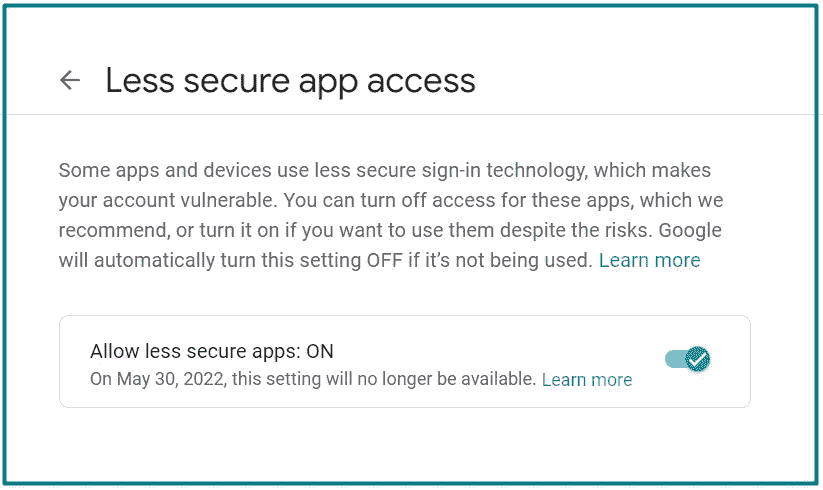 Less secure app access
Some apps and devices use less secure sign-in technology, which makes
your account vulnerable. You can turn off access for these apps, which we
recommend, or turn it on if you want to use them despite the risks. Google
will automatically turn this setting OFF if it’s not being used. Learn more
Allow less secure apps: ON
On May 30, 2022, this setting will no longer be available. Learn more